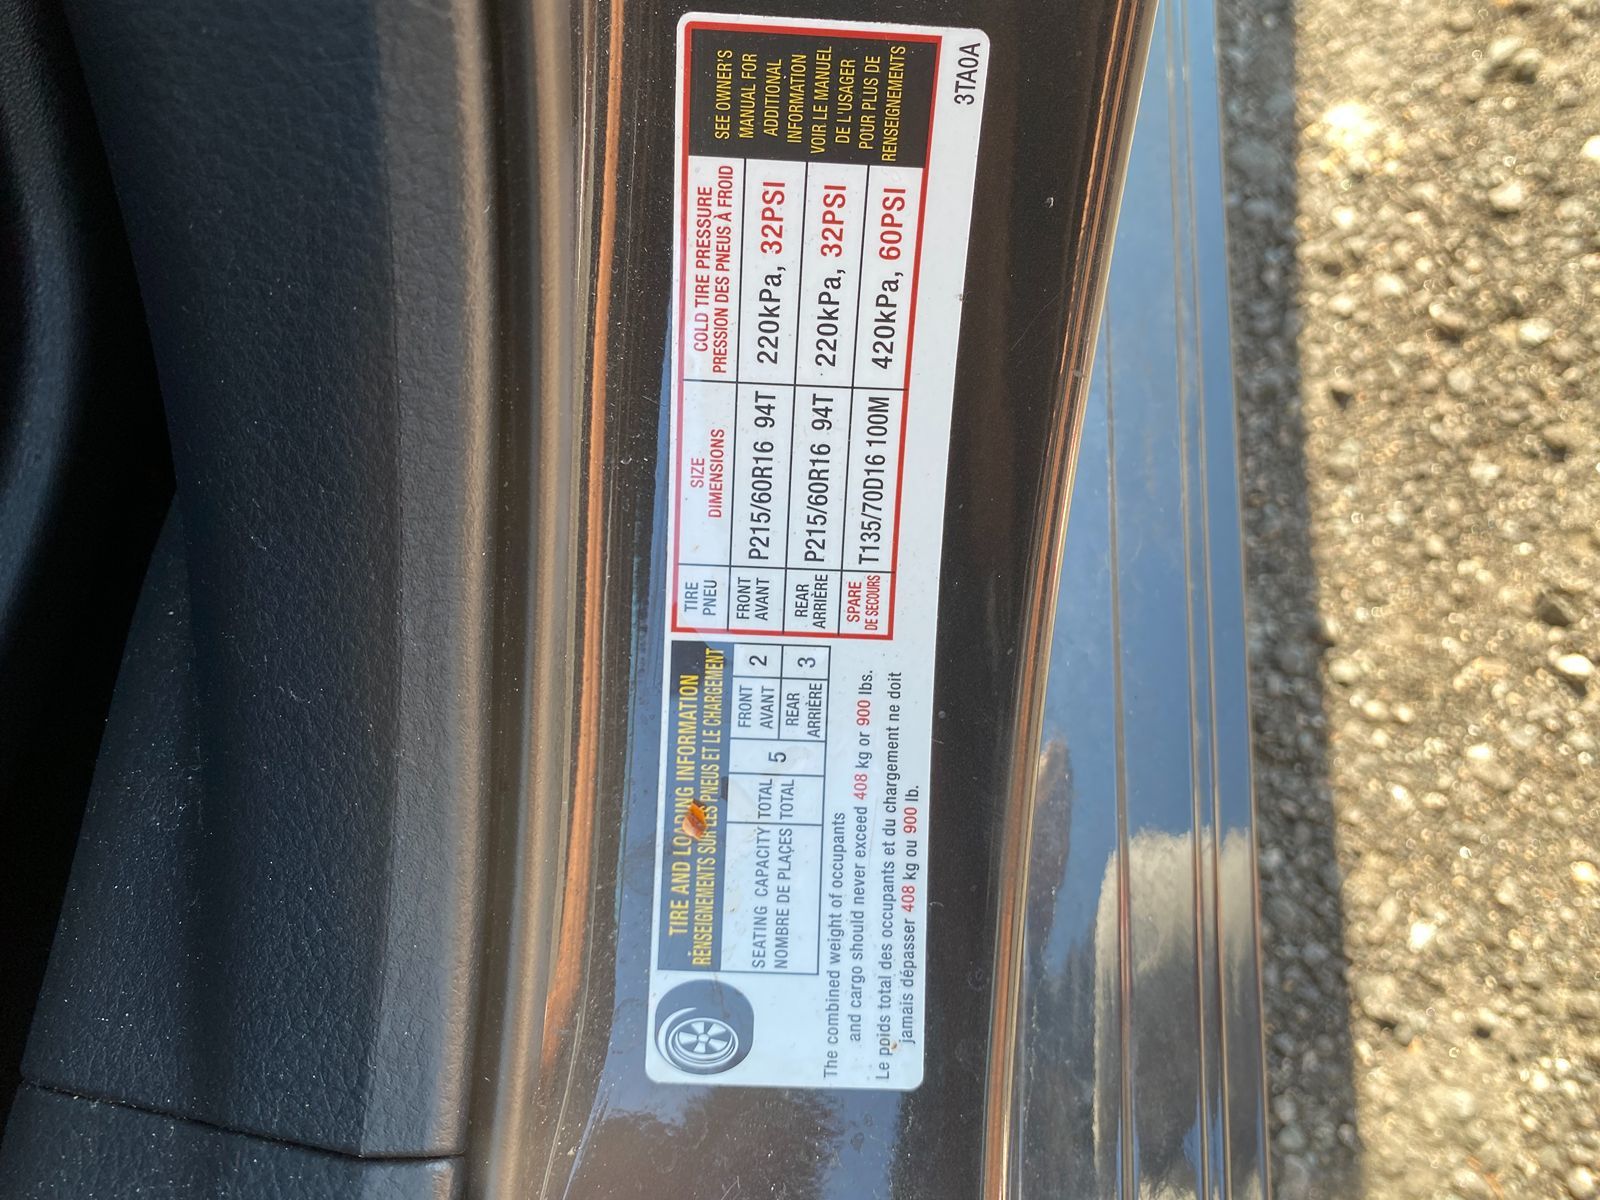 TIRE AND LOADING INFORMATION
RENSEIGNEMENTS SUR LES PNEUS ET LE CHARGEMENT
SEATING CAPACITY TOTAL 5 FRONT 2
NOMBRE DE PLACES TOTAL AVANT
REAR 3
ARRIÈRE
The combined weight of occupants
and cargo should never exceed 408 kg or 900 lbs.
Le poids total des occupants et du chargement ne doit
jamais dépasser 408 kg ou 900 lb.
TIRE SIZE COLD TIRE PRESSURE
PNEU DIMENSIONS PRESSION DES PNEUS À FROID
FRONT P215/60R16 94T 220kPa, 32PSI
AVANT
REAR P215/60R16 94T 220kPa, 32PSI
ARRIÈRE
SPARE T135/70D16 100M 420kPa, 60PSI
DE SECOURS
SEE OWNER'S
MANUAL FOR
ADDITIONAL
INFORMATION
VOIR LE MANUEL
DE L'USAGER
POUR PLUS DE
RENSEIGNEMENTS
3TA0A